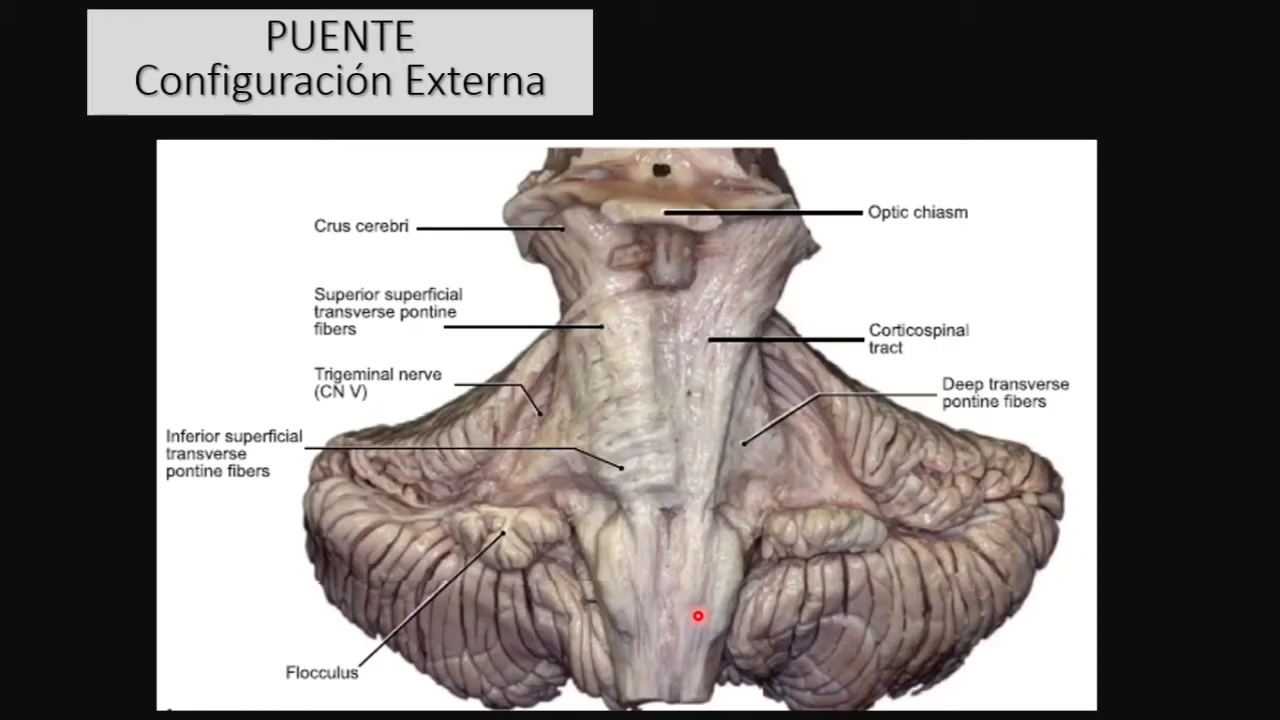 PUENTE
Configuración Externa
Crus cerebri
Optic chiasm
Superior superficial
transverse pontine
fibers
Corticospinal
tract
Trigeminal nerve
(CN V)
Deep transverse
pontine fibers
Inferior superficial
transverse
pontine fibers
Flocculus